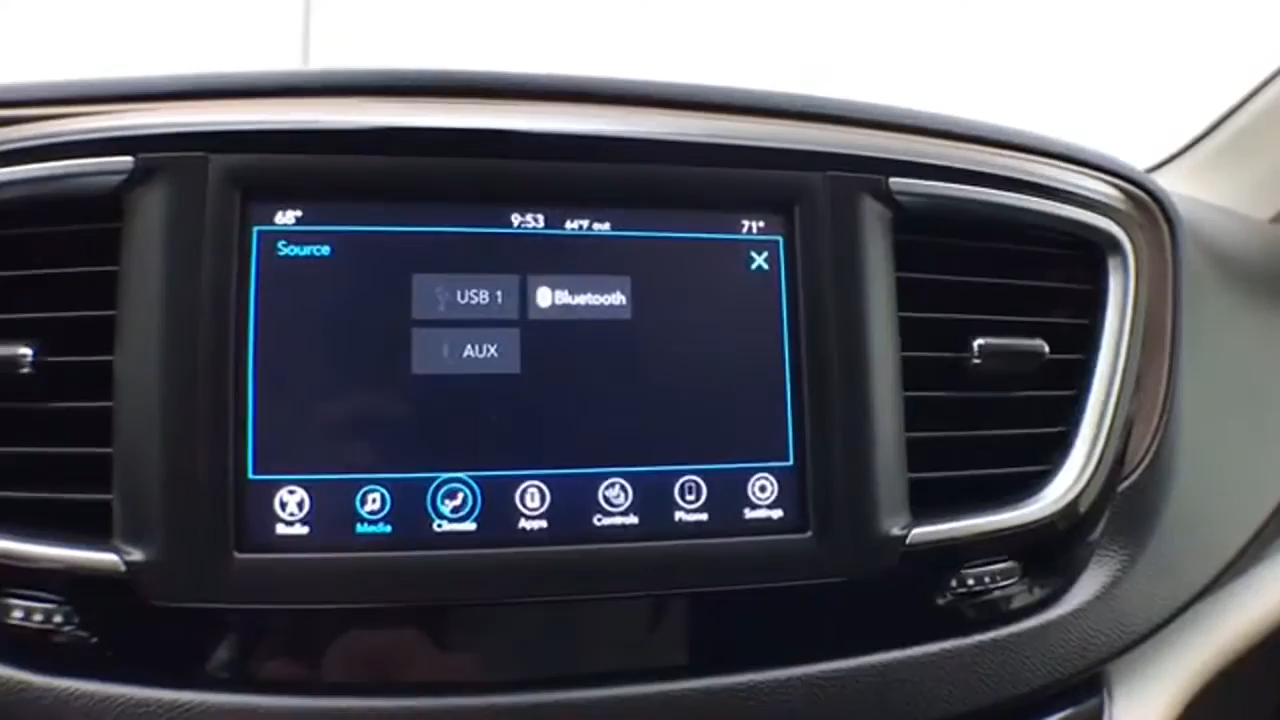 68° 9:53 64°F out 71°
Source
USB 1 Bluetooth
AUX
Radio Media Climate Apps Controls Phone Settings